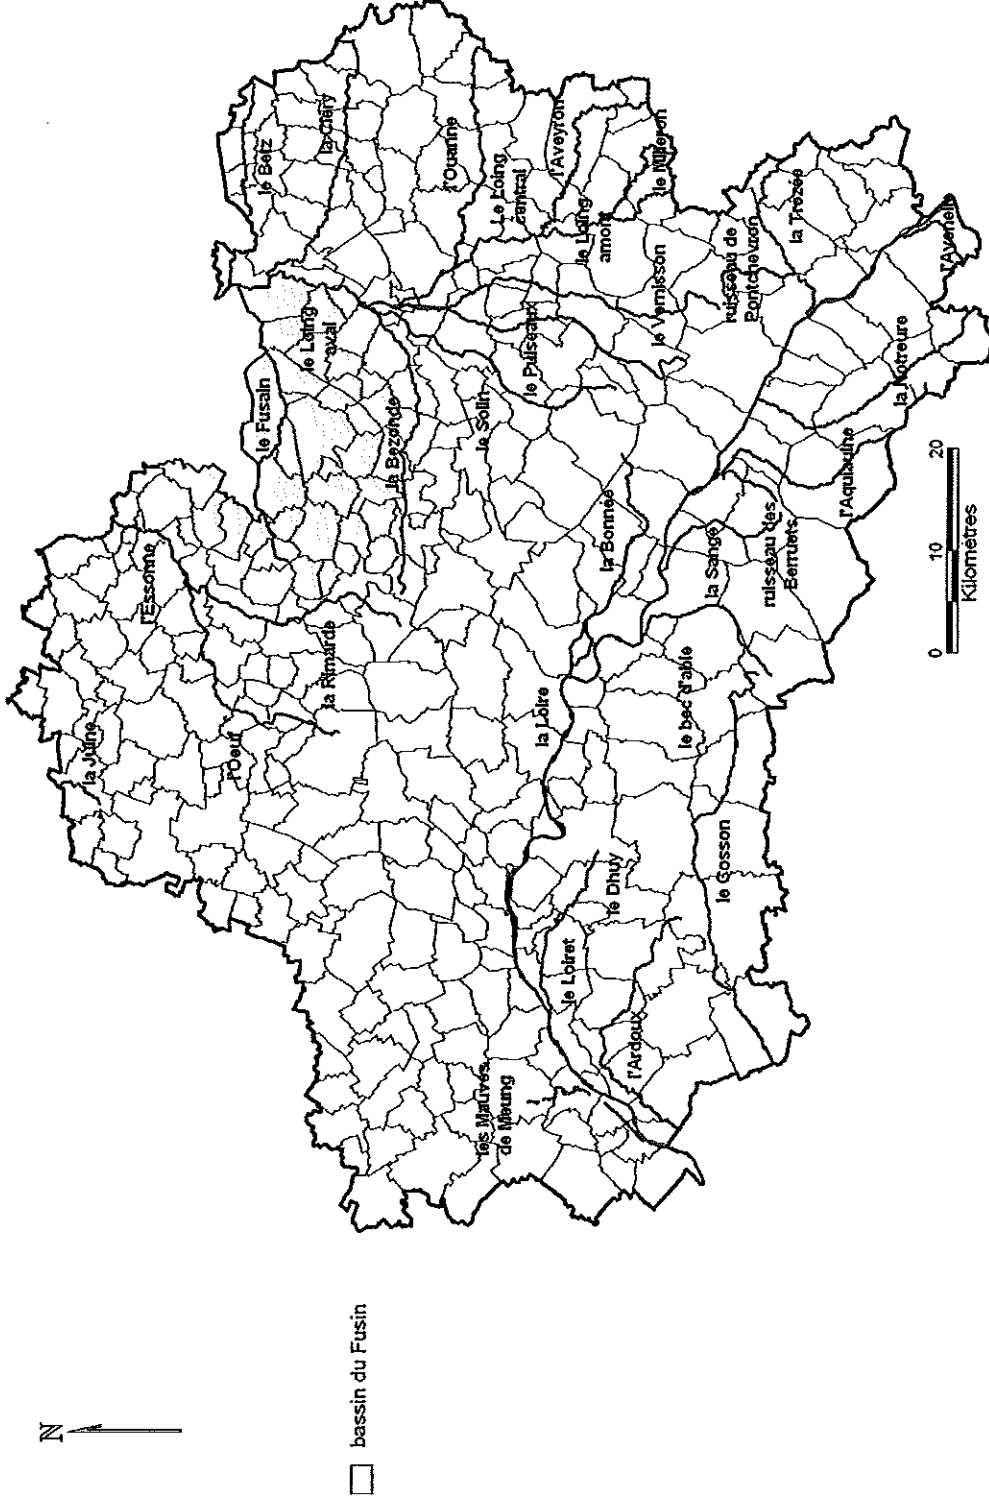 N
bassin du Fusin
la Juine
l'Essonne
l'Oeuf
la Rimarde
le Fusain
le Loing
aval
le Betz
la Cléry
l'Ouanne
Le Loing
central
l'Aveyron
le Loing
amont
le Milleron
la Bezonde
le Solin
le Puiseaux
le Vernisson
ruisseau de
Pontchevron
la Trézée
l'Avenelle
la Notreure
l'Aquiaulne
ruisseau des
Berruets
la Sange
la Bonnée
la Loire
le bec d'able
le Cosson
le Dhuy
le Loiret
l'Ardoux
les Mauves
de Meung
0
10
20
Kilomètres